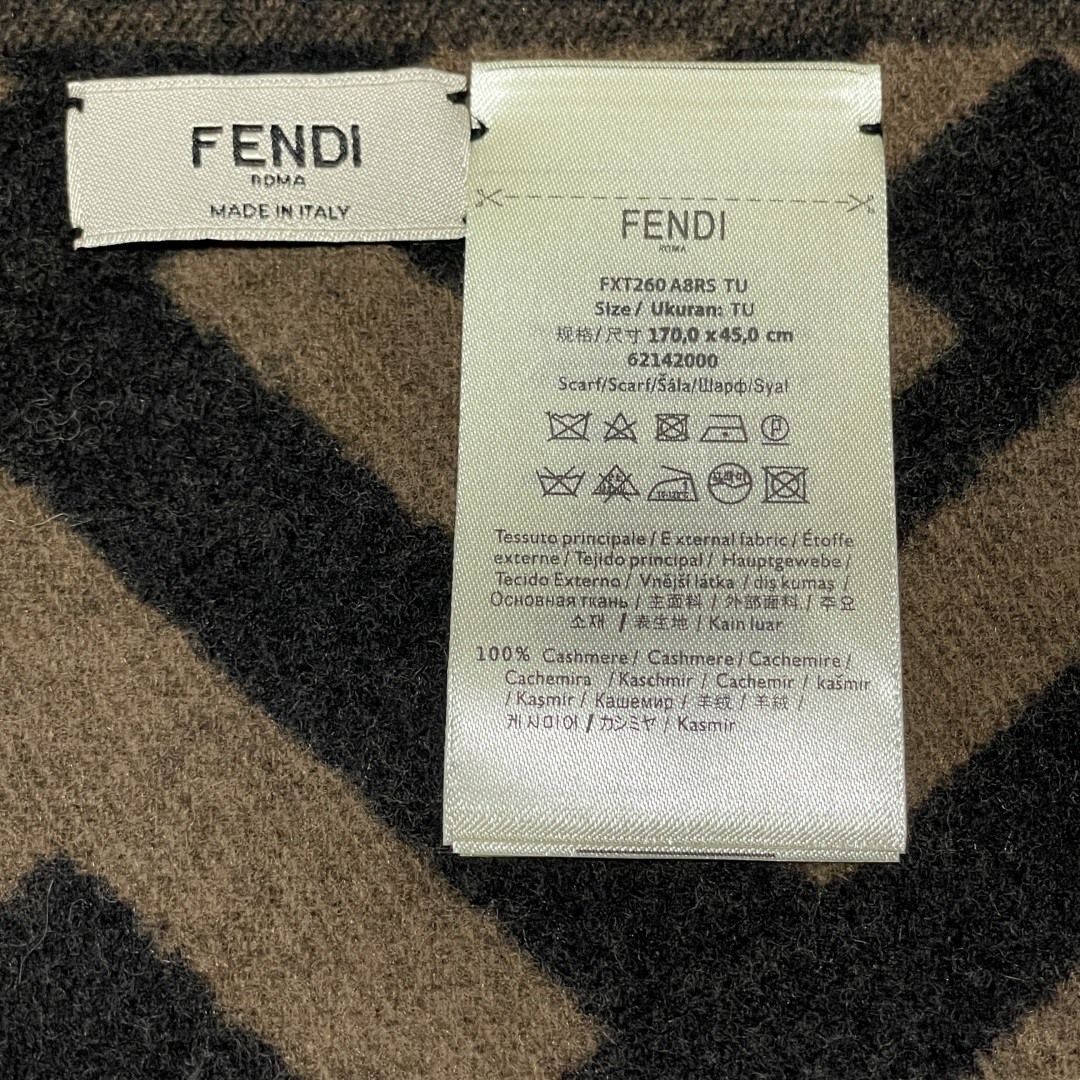 FENDI
ROMA
MADE IN ITALY
FENDI
ROMA
FXT260 A8RS TU
Size / Ukuran: TU
规格/尺寸 170,0 x 45,0 cm
62142000
Scarf/Scarf/Šála/Шарф/Syal
P
Tessuto principale / External fabric / Étoffe
externe / Tejido principal / Hauptgewebe /
Tecido Externo / Vnější látka / dış kumaş /
Основная ткань / 主面料 / 外部面料 / 주요
소재 / 表生地 / Kain luar
100% Cashmere / Cashmere / Cachemire /
Cachemira / Kaschmir / Cachemir / kašmír
/ Kaşmir / Кашемир / 羊绒 / 羊絨 /
캐시미어 / カシミヤ / Kasmir